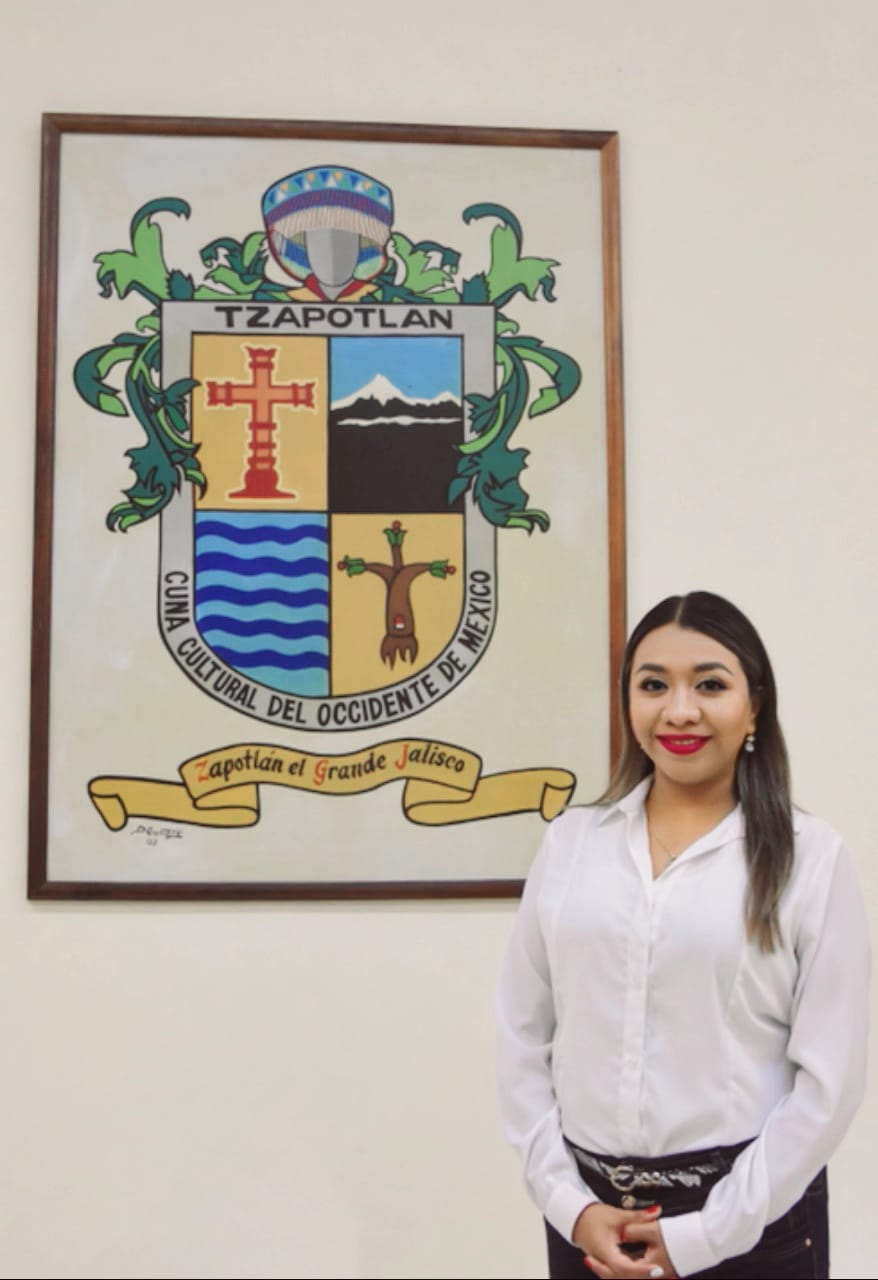 TZAPOTLAN
CUNA CULTURAL DEL OCCIDENTE DE MEXICO
Zapotlán el Grande Jalisco